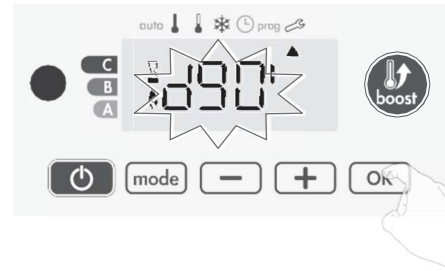 auto prog
C
B
A
d90'
boost
mode − + OK